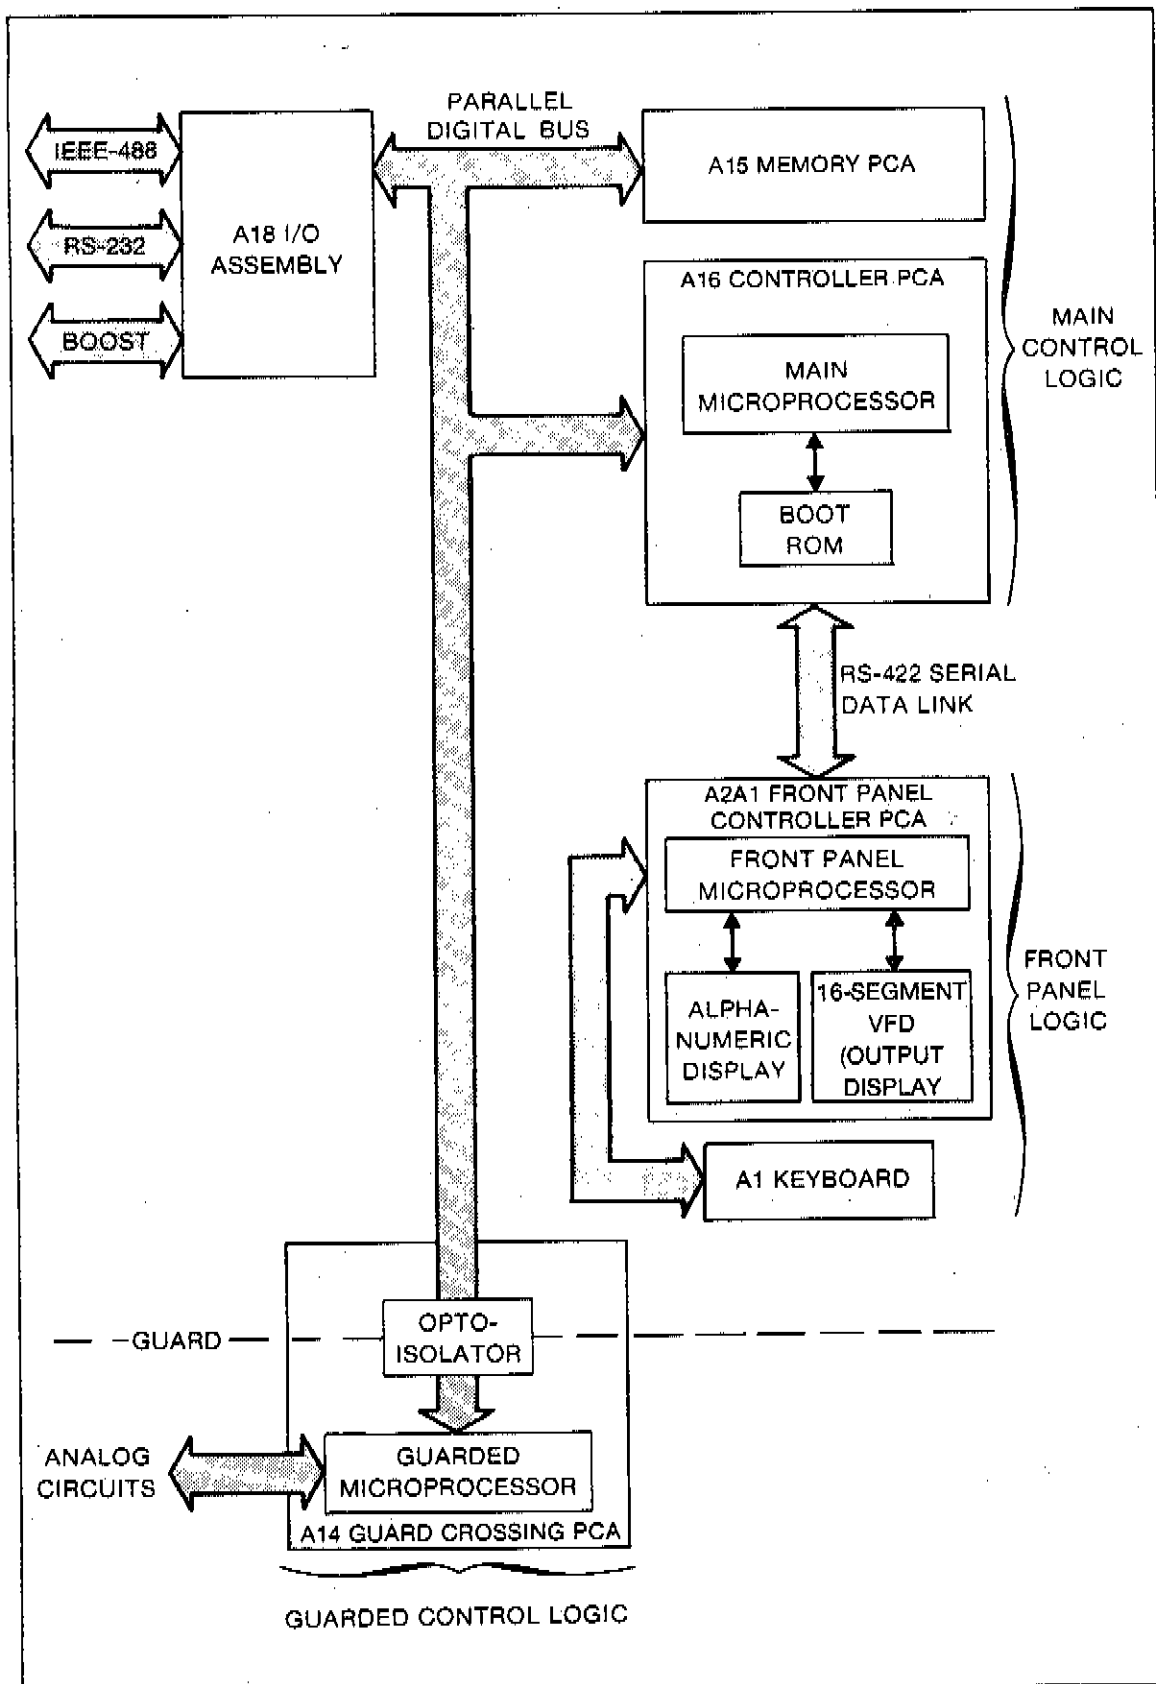 PARALLEL
DIGITAL BUS
IEEE-488
RS-232
BOOST
A18 I/O
ASSEMBLY
A15 MEMORY PCA
A16 CONTROLLER PCA
MAIN
MICROPROCESSOR
BOOT
ROM
MAIN
CONTROL
LOGIC
RS-422 SERIAL
DATA LINK
A2A1 FRONT PANEL
CONTROLLER PCA
FRONT PANEL
MICROPROCESSOR
ALPHA-
NUMERIC
DISPLAY
16-SEGMENT
VFD
(OUTPUT
DISPLAY
FRONT
PANEL
LOGIC
A1 KEYBOARD
OPTO-
ISOLATOR
GUARD
ANALOG
CIRCUITS
GUARDED
MICROPROCESSOR
A14 GUARD CROSSING PCA
GUARDED CONTROL LOGIC